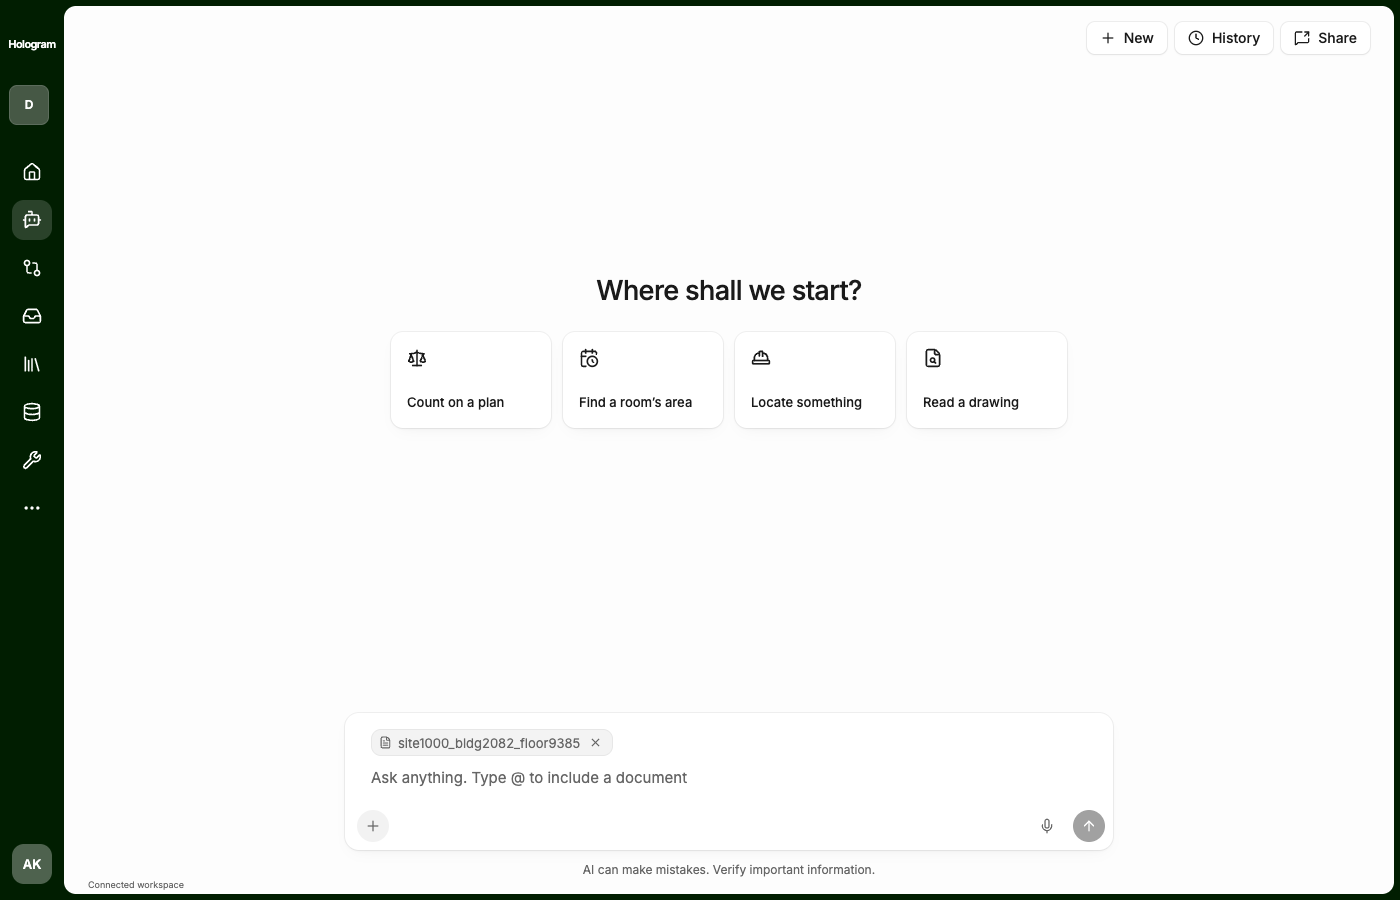 Hologram
D
New
History
Share
Where shall we start?
Count on a plan
Find a room’s area
Locate something
Read a drawing
site1000_bldg2082_floor9385
Ask anything. Type @ to include a document
AI can make mistakes. Verify important information.
AK
Connected workspace